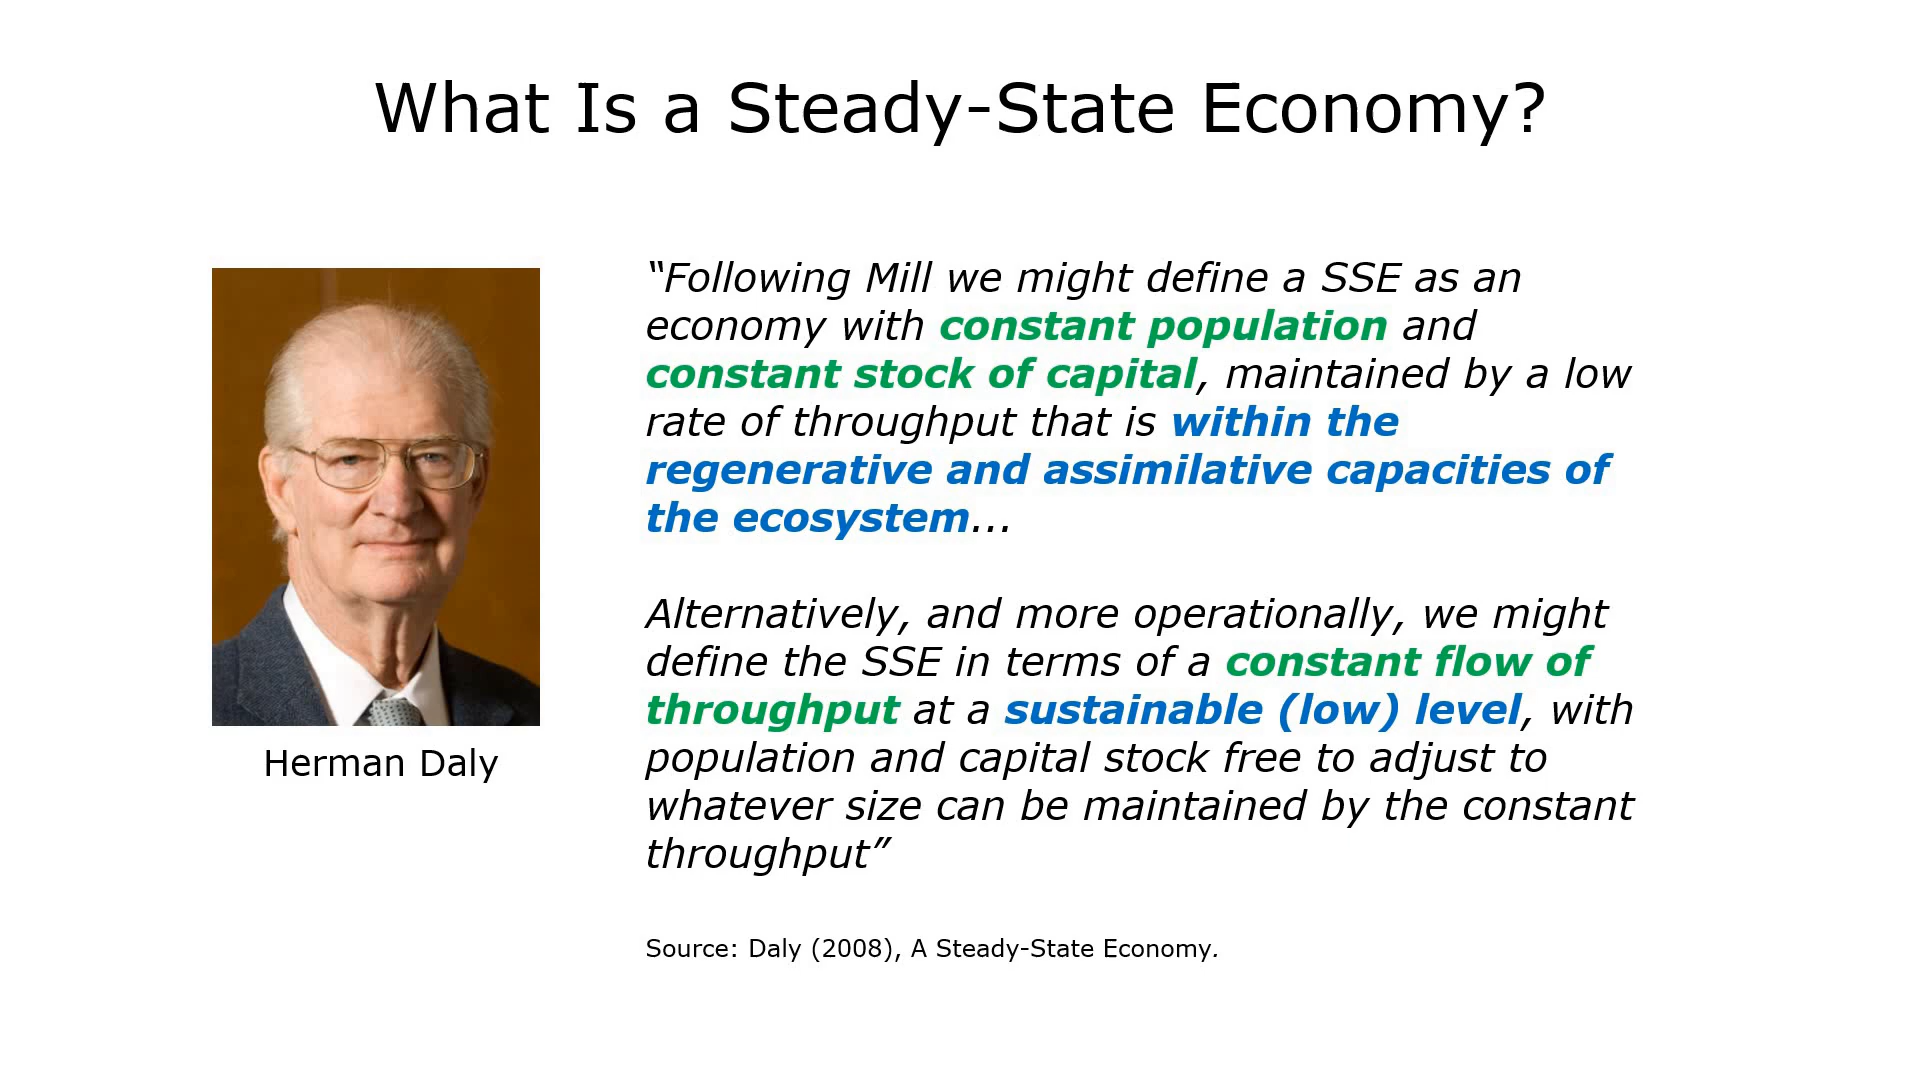 What Is a Steady-State Economy?
“Following Mill we might define a SSE as an
economy with constant population and
constant stock of capital, maintained by a low
rate of throughput that is within the
regenerative and assimilative capacities of
the ecosystem…
Alternatively, and more operationally, we might
define the SSE in terms of a constant flow of
throughput at a sustainable (low) level, with
population and capital stock free to adjust to
whatever size can be maintained by the constant
throughput”
Herman Daly
Source: Daly (2008), A Steady-State Economy.